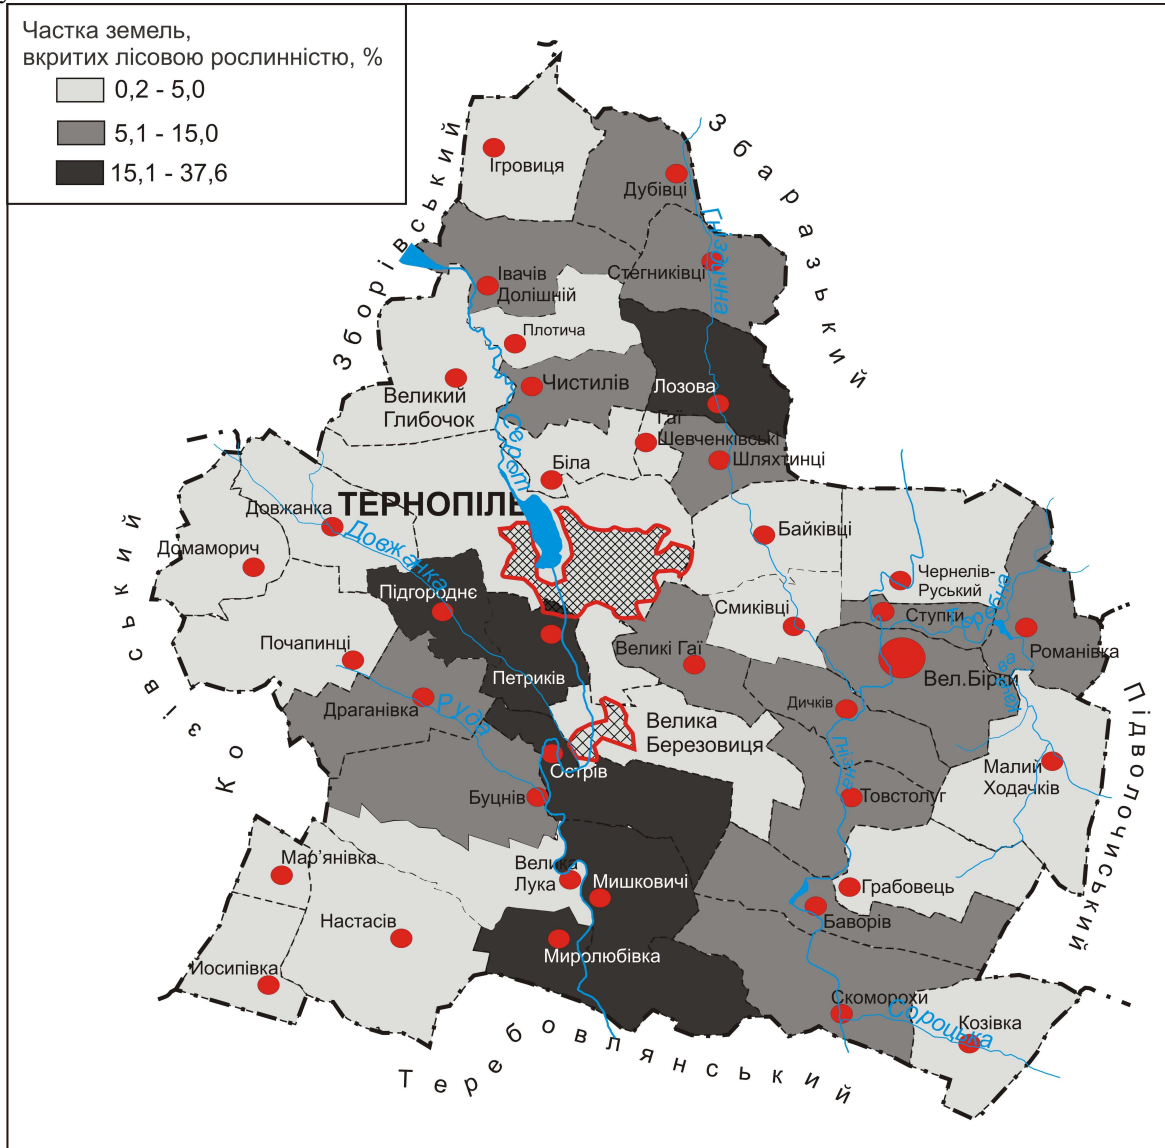 Частка земель,
вкритих лісовою рослинністю, %
0,2 - 5,0
5,1 - 15,0
15,1 - 37,6
Зборівський
Збаразький
Козівський
Підволочиський
Теребовлянський
Ігровиця
Дубівці
Гнізднічна
Стегниківці
Івачів
Долішній
Плотича
Чистилів
Великий
Глибочок
Лозова
Серет
Гаї
Шевченківські
Шляхтинці
Біла
ТЕРНОПІЛЬ
Довжанка
Довжанка
Домаморич
Байківці
Підгороднє
Чернелів-
Руський
Смиківці
Ступки
Теребна
Почапинці
Великі Гаї
Романівка
Петриків
Вел.Бірки
Драганівка
Руда
Дичків
Велика
Березовиця
Гнізна
Острів
Малий
Ходачків
Буцнів
Товстолуг
Мар’янівка
Велика
Лука
Мишковичі
Грабовець
Настасів
Баворів
Миролюбівка
Йосипівка
Скоморохи
Сороцька
Козівка